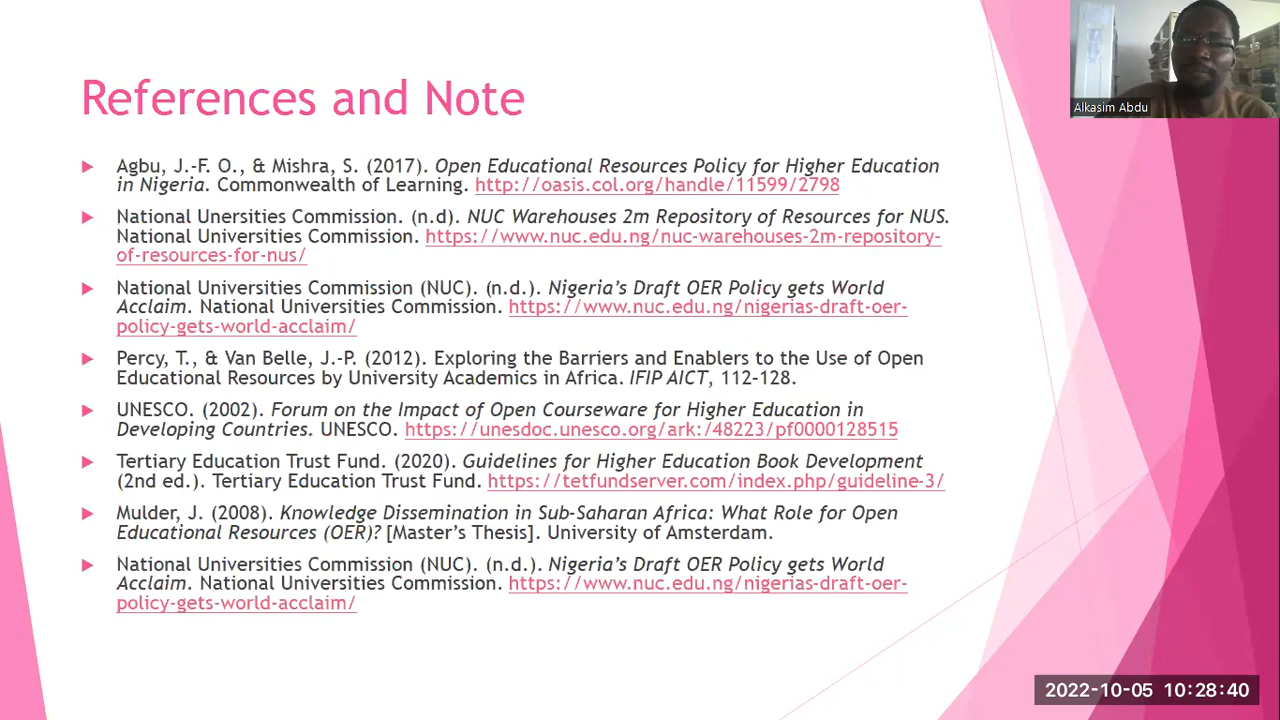 References and Note
Alkasim Abdu
Agbu, J.-F. O., & Mishra, S. (2017). Open Educational Resources Policy for Higher Education
in Nigeria. Commonwealth of Learning. http://oasis.col.org/handle/11599/2798
National Unersities Commission. (n.d). NUC Warehouses 2m Repository of Resources for NUS.
National Universities Commission. https://www.nuc.edu.ng/nuc-warehouses-2m-repository-
of-resources-for-nus/
National Universities Commission (NUC). (n.d.). Nigeria’s Draft OER Policy gets World
Acclaim. National Universities Commission. https://www.nuc.edu.ng/nigerias-draft-oer-
policy-gets-world-acclaim/
Percy, T., & Van Belle, J.-P. (2012). Exploring the Barriers and Enablers to the Use of Open
Educational Resources by University Academics in Africa. IFIP AICT, 112–128.
UNESCO. (2002). Forum on the Impact of Open Courseware for Higher Education in
Developing Countries. UNESCO. https://unesdoc.unesco.org/ark:/48223/pf0000128515
Tertiary Education Trust Fund. (2020). Guidelines for Higher Education Book Development
(2nd ed.). Tertiary Education Trust Fund. https://tetfundserver.com/index.php/guideline-3/
Mulder, J. (2008). Knowledge Dissemination in Sub-Saharan Africa: What Role for Open
Educational Resources (OER)? [Master’s Thesis]. University of Amsterdam.
National Universities Commission (NUC). (n.d.). Nigeria’s Draft OER Policy gets World
Acclaim. National Universities Commission. https://www.nuc.edu.ng/nigerias-draft-oer-
policy-gets-world-acclaim/
2022-10-05 10:28:40